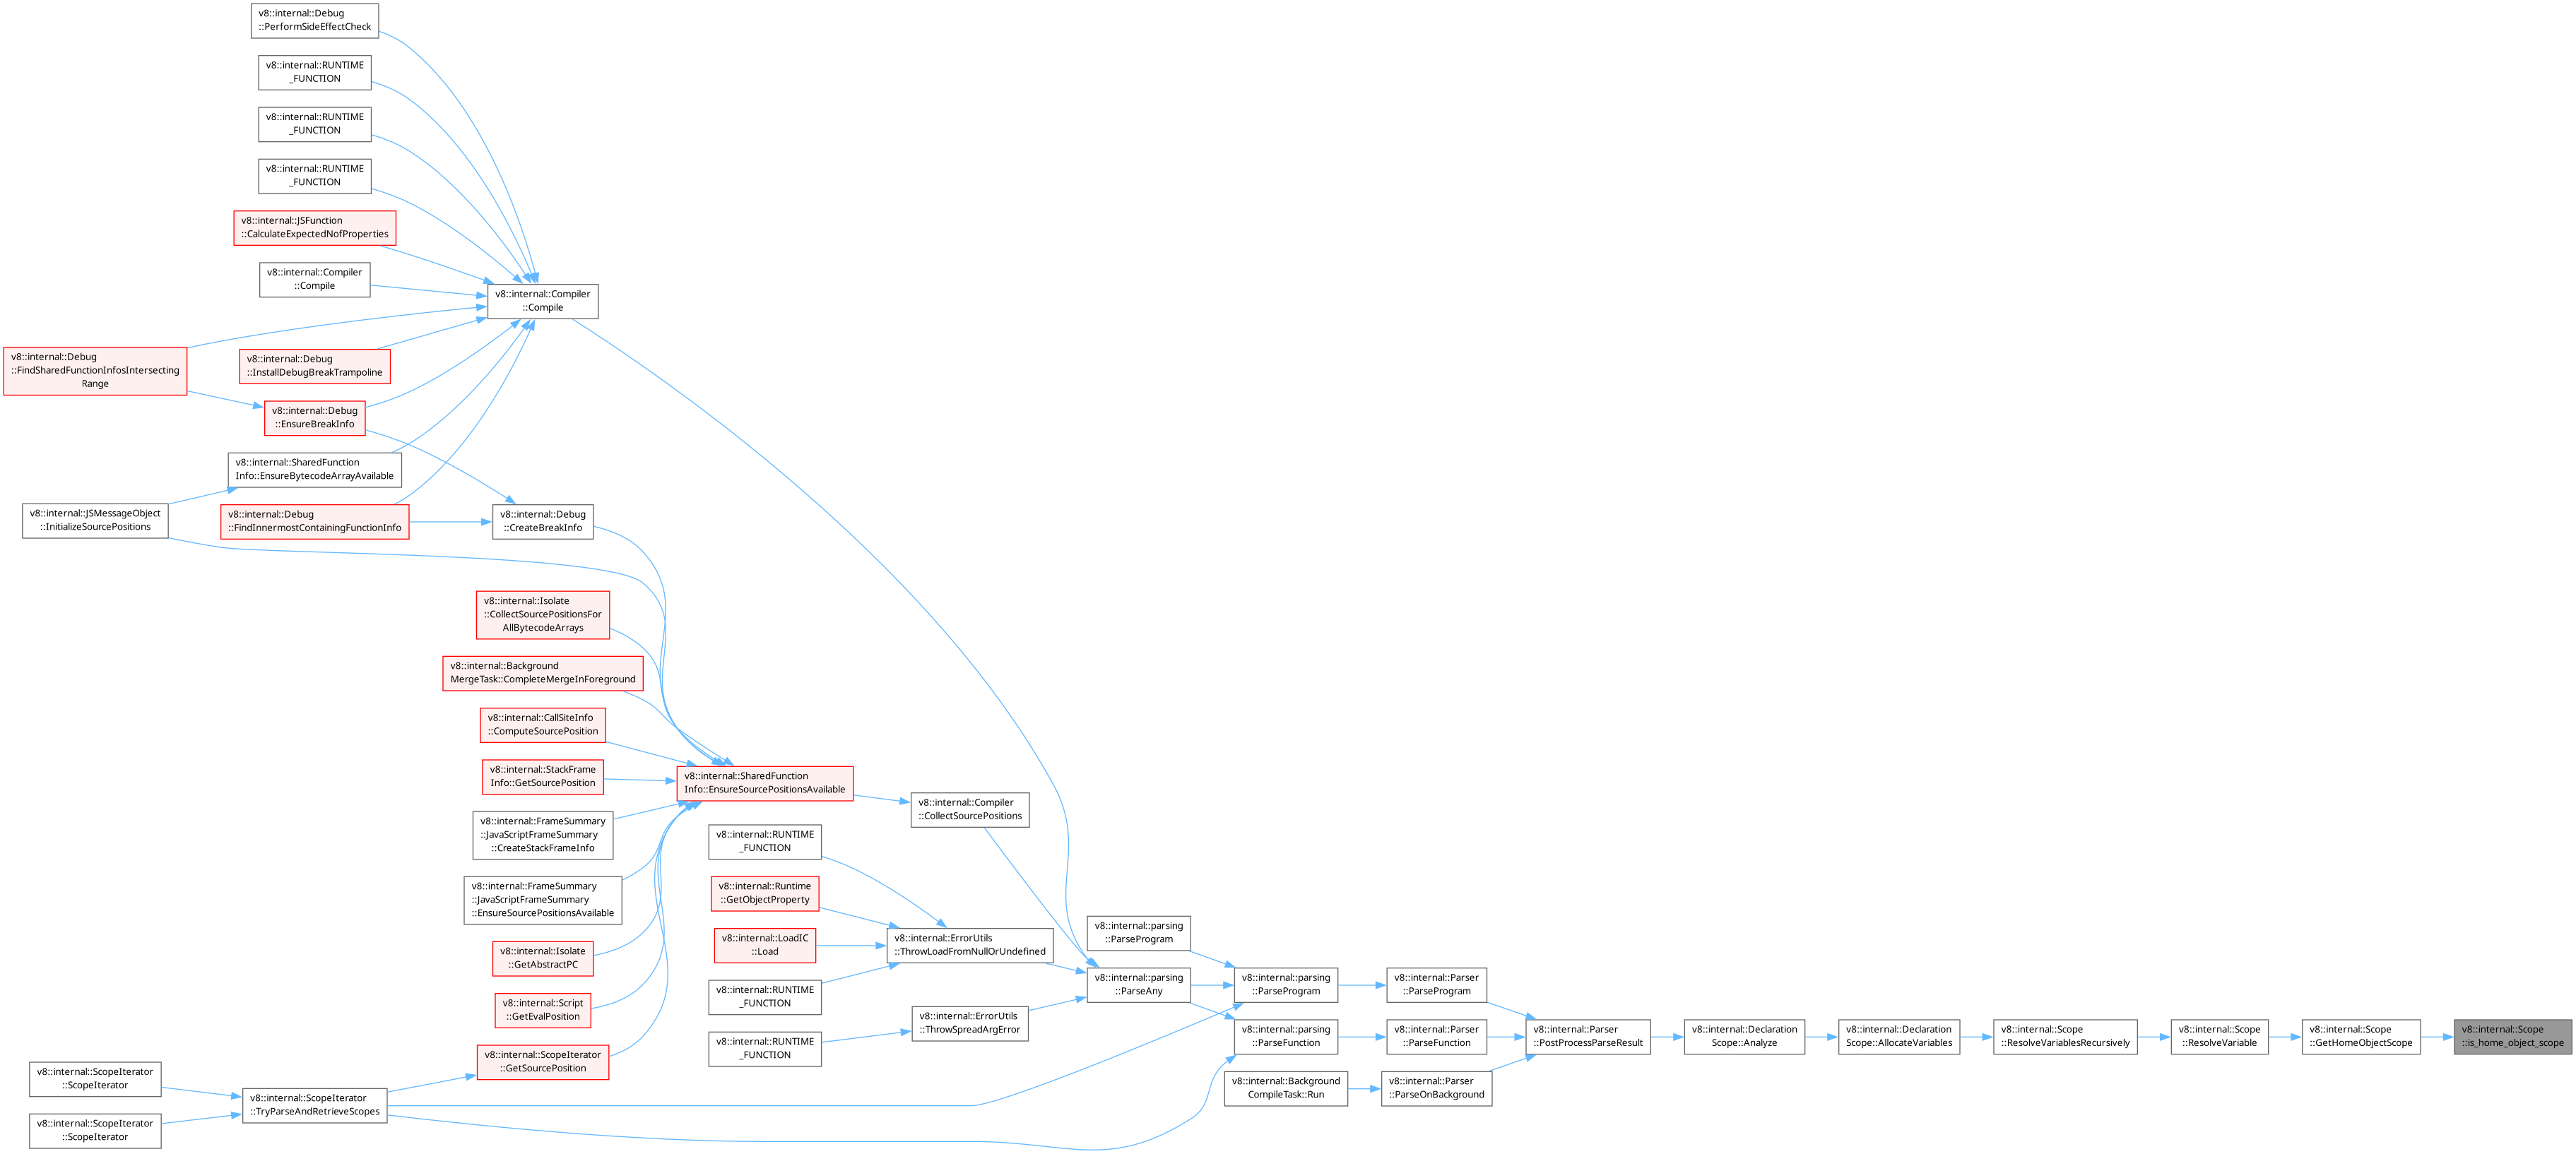 v8::internal::Debug
::PerformSideEffectCheck
v8::internal::RUNTIME
_FUNCTION
v8::internal::RUNTIME
_FUNCTION
v8::internal::RUNTIME
_FUNCTION
v8::internal::JSFunction
::CalculateExpectedNofProperties
v8::internal::Compiler
::Compile
v8::internal::Compiler
::Compile
v8::internal::Debug
::FindSharedFunctionInfosIntersecting
Range
v8::internal::Debug
::InstallDebugBreakTrampoline
v8::internal::Debug
::EnsureBreakInfo
v8::internal::SharedFunction
Info::EnsureBytecodeArrayAvailable
v8::internal::JSMessageObject
::InitializeSourcePositions
v8::internal::Debug
::FindInnermostContainingFunctionInfo
v8::internal::Debug
::CreateBreakInfo
v8::internal::Isolate
::CollectSourcePositionsFor
AllBytecodeArrays
v8::internal::Background
MergeTask::CompleteMergeInForeground
v8::internal::CallSiteInfo
::ComputeSourcePosition
v8::internal::StackFrame
Info::GetSourcePosition
v8::internal::SharedFunction
Info::EnsureSourcePositionsAvailable
v8::internal::Compiler
::CollectSourcePositions
v8::internal::FrameSummary
::JavaScriptFrameSummary
::CreateStackFrameInfo
v8::internal::RUNTIME
_FUNCTION
v8::internal::FrameSummary
::JavaScriptFrameSummary
::EnsureSourcePositionsAvailable
v8::internal::Runtime
::GetObjectProperty
v8::internal::parsing
::ParseProgram
v8::internal::Isolate
::GetAbstractPC
v8::internal::LoadIC
::Load
v8::internal::ErrorUtils
::ThrowLoadFromNullOrUndefined
v8::internal::parsing
::ParseAny
v8::internal::parsing
::ParseProgram
v8::internal::Parser
::ParseProgram
v8::internal::Script
::GetEvalPosition
v8::internal::RUNTIME
_FUNCTION
v8::internal::ErrorUtils
::ThrowSpreadArgError
v8::internal::parsing
::ParseFunction
v8::internal::Parser
::ParseFunction
v8::internal::Parser
::PostProcessParseResult
v8::internal::Declaration
Scope::Analyze
v8::internal::Declaration
Scope::AllocateVariables
v8::internal::Scope
::ResolveVariablesRecursively
v8::internal::Scope
::ResolveVariable
v8::internal::Scope
::GetHomeObjectScope
v8::internal::Scope
::is_home_object_scope
v8::internal::RUNTIME
_FUNCTION
v8::internal::ScopeIterator
::GetSourcePosition
v8::internal::Background
CompileTask::Run
v8::internal::Parser
::ParseOnBackground
v8::internal::ScopeIterator
::ScopeIterator
v8::internal::ScopeIterator
::TryParseAndRetrieveScopes
v8::internal::ScopeIterator
::ScopeIterator